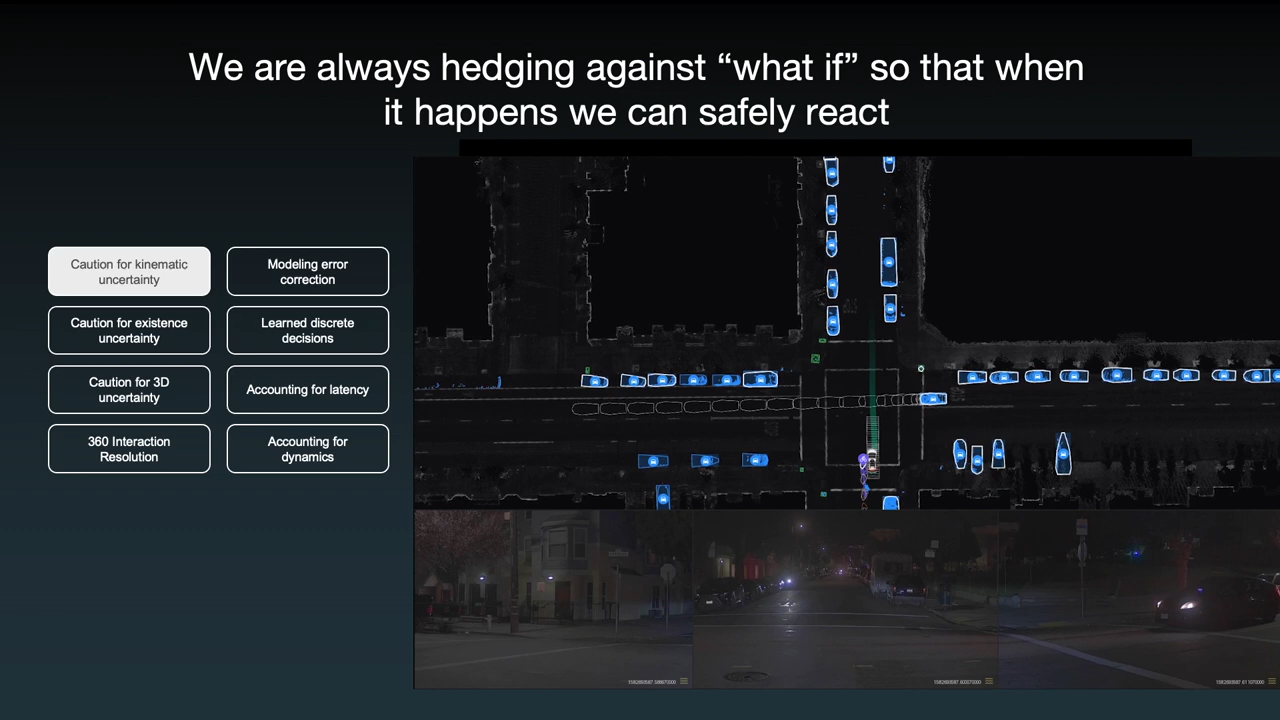 We are always hedging against “what if” so that when
it happens we can safely react
Caution for kinematic
uncertainty
Modeling error
correction
Caution for existence
uncertainty
Learned discrete
decisions
Caution for 3D
uncertainty
Accounting for latency
360 Interaction
Resolution
Accounting for
dynamics